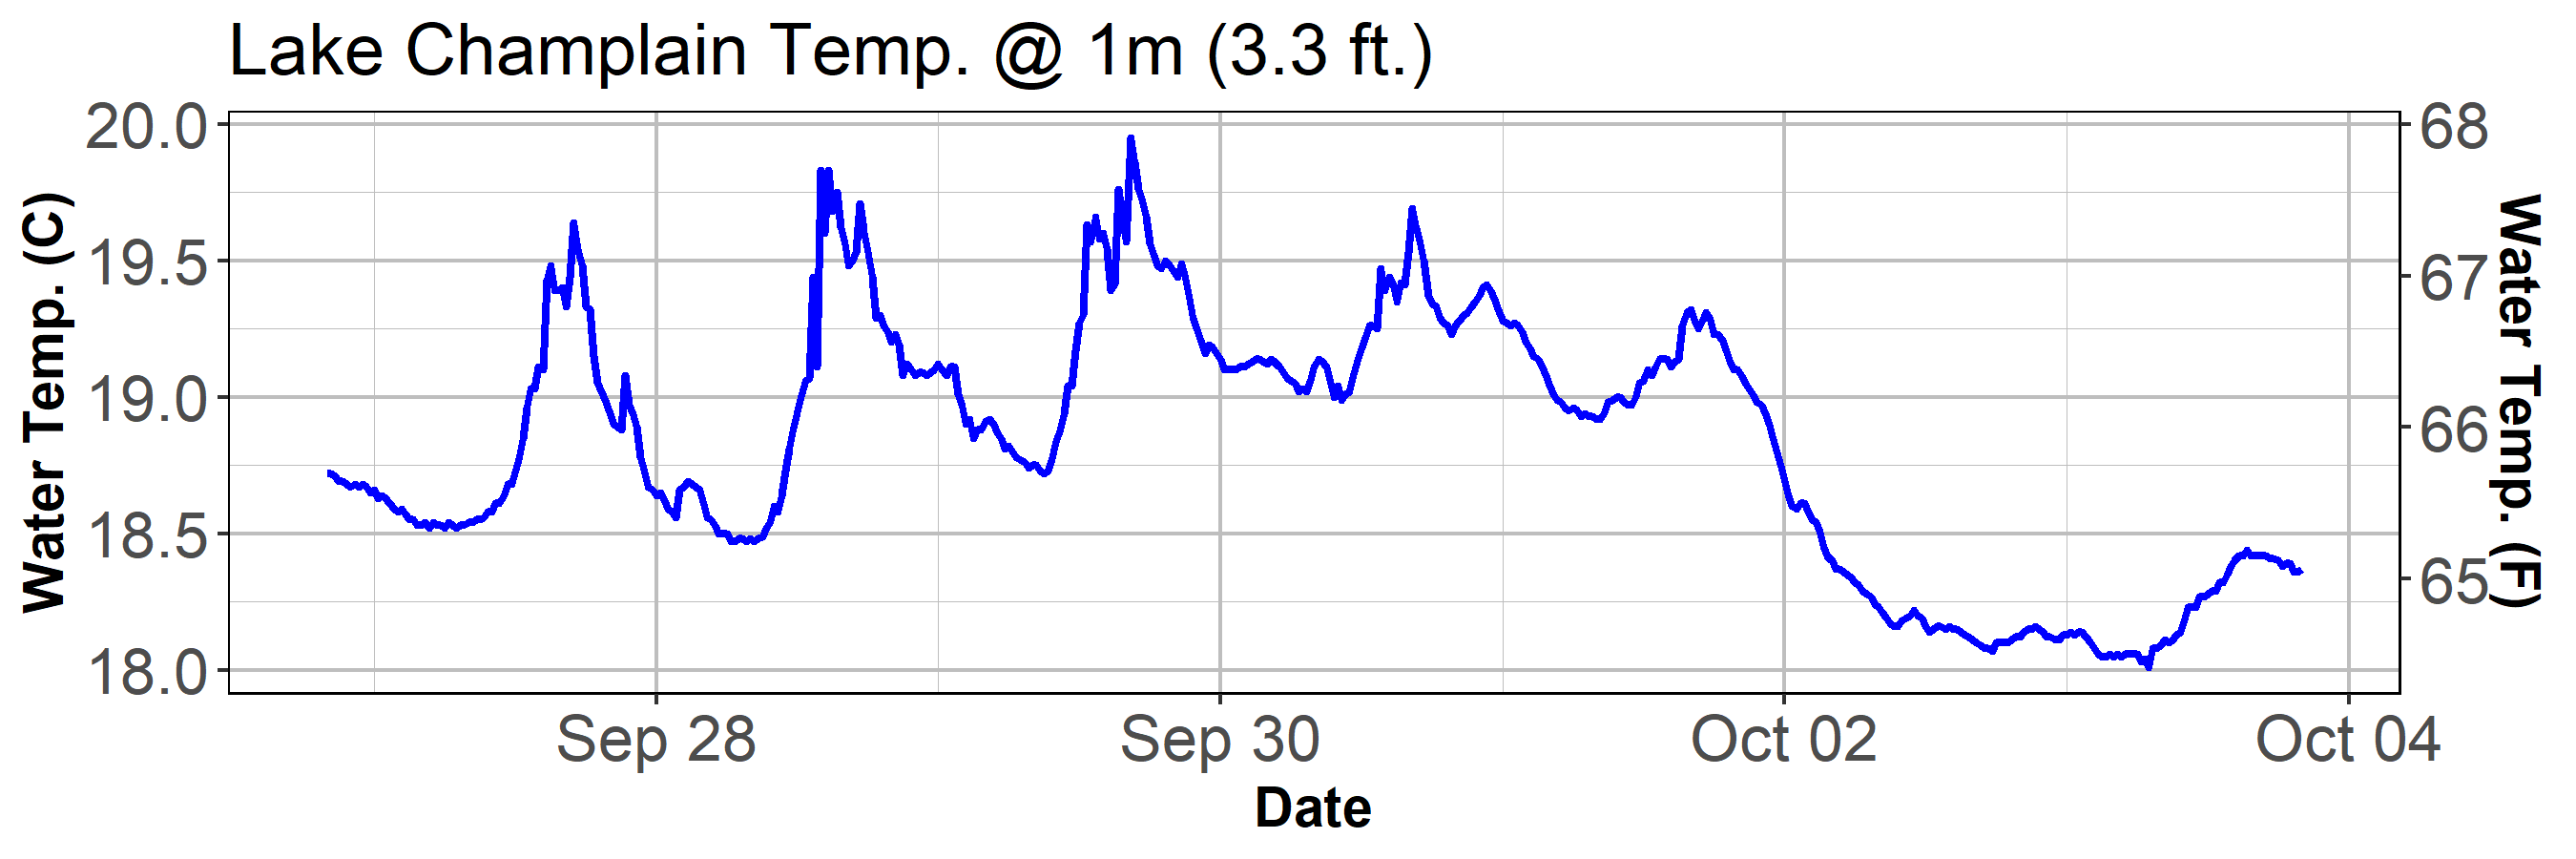 Lake Champlain Temp. @ 1m (3.3 ft.)
20.0
19.5
19.0
18.5
18.0
Water Temp. (C)
68
67
66
65
Water Temp. (F)
Sep 28
Sep 30
Oct 02
Oct 04
Date